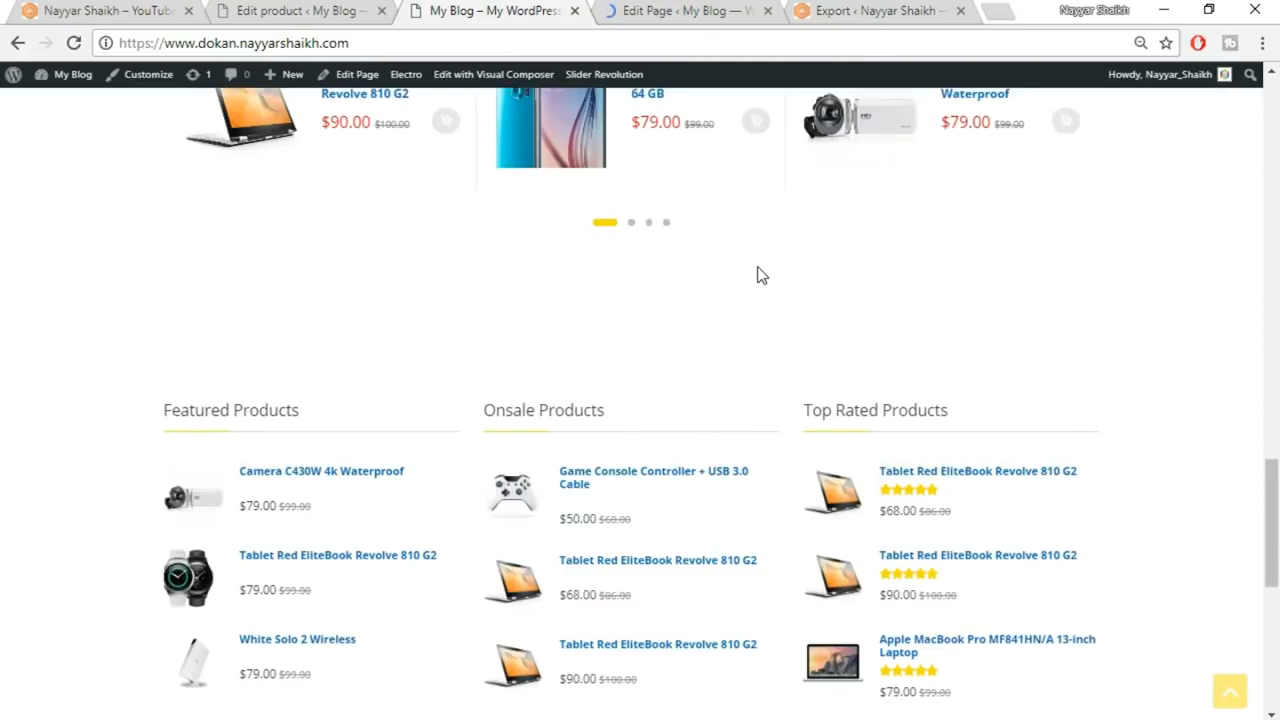 Nayyar Shaikh – YouTub
Edit product ‹ My Blog —
My Blog – My WordPress
Edit Page ‹ My Blog — W
Export ‹ Nayyar Shaikh —
Nayyar Shaikh
https://www.dokan.nayyarshaikh.com
My Blog
Customize
1
0
New
Edit Page
Electro
Edit with Visual Composer
Slider Revolution
Howdy, Nayyar_Shaikh
Revolve 810 G2
$90.00 $100.00
64 GB
$79.00 $99.00
Waterproof
$79.00 $99.00
Featured Products
Camera C430W 4k Waterproof
$79.00 $99.00
Tablet Red EliteBook Revolve 810 G2
$79.00 $99.00
White Solo 2 Wireless
$79.00 $99.00
Onsale Products
Game Console Controller + USB 3.0
Cable
$50.00 $60.00
Tablet Red EliteBook Revolve 810 G2
$68.00 $86.00
Tablet Red EliteBook Revolve 810 G2
$90.00 $100.00
Top Rated Products
Tablet Red EliteBook Revolve 810 G2
$68.00 $86.00
Tablet Red EliteBook Revolve 810 G2
$90.00 $100.00
Apple MacBook Pro MF841HN/A 13-inch
Laptop
$79.00 $99.00